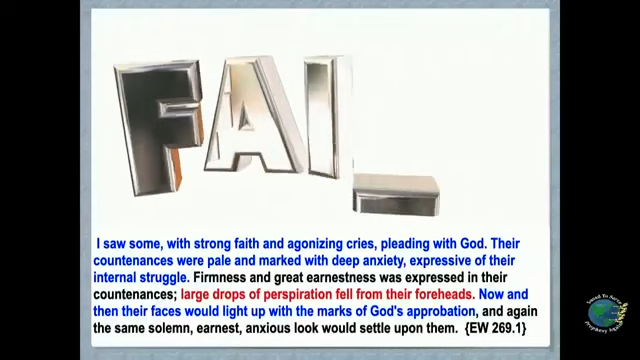 FAIL
I saw some, with strong faith and agonizing cries, pleading with God. Their
countenances were pale and marked with deep anxiety, expressive of their
internal struggle. Firmness and great earnestness was expressed in their
countenances; large drops of perspiration fell from their foreheads. Now and
then their faces would light up with the marks of God's approbation, and again
the same solemn, earnest, anxious look would settle upon them. {EW 269.1}